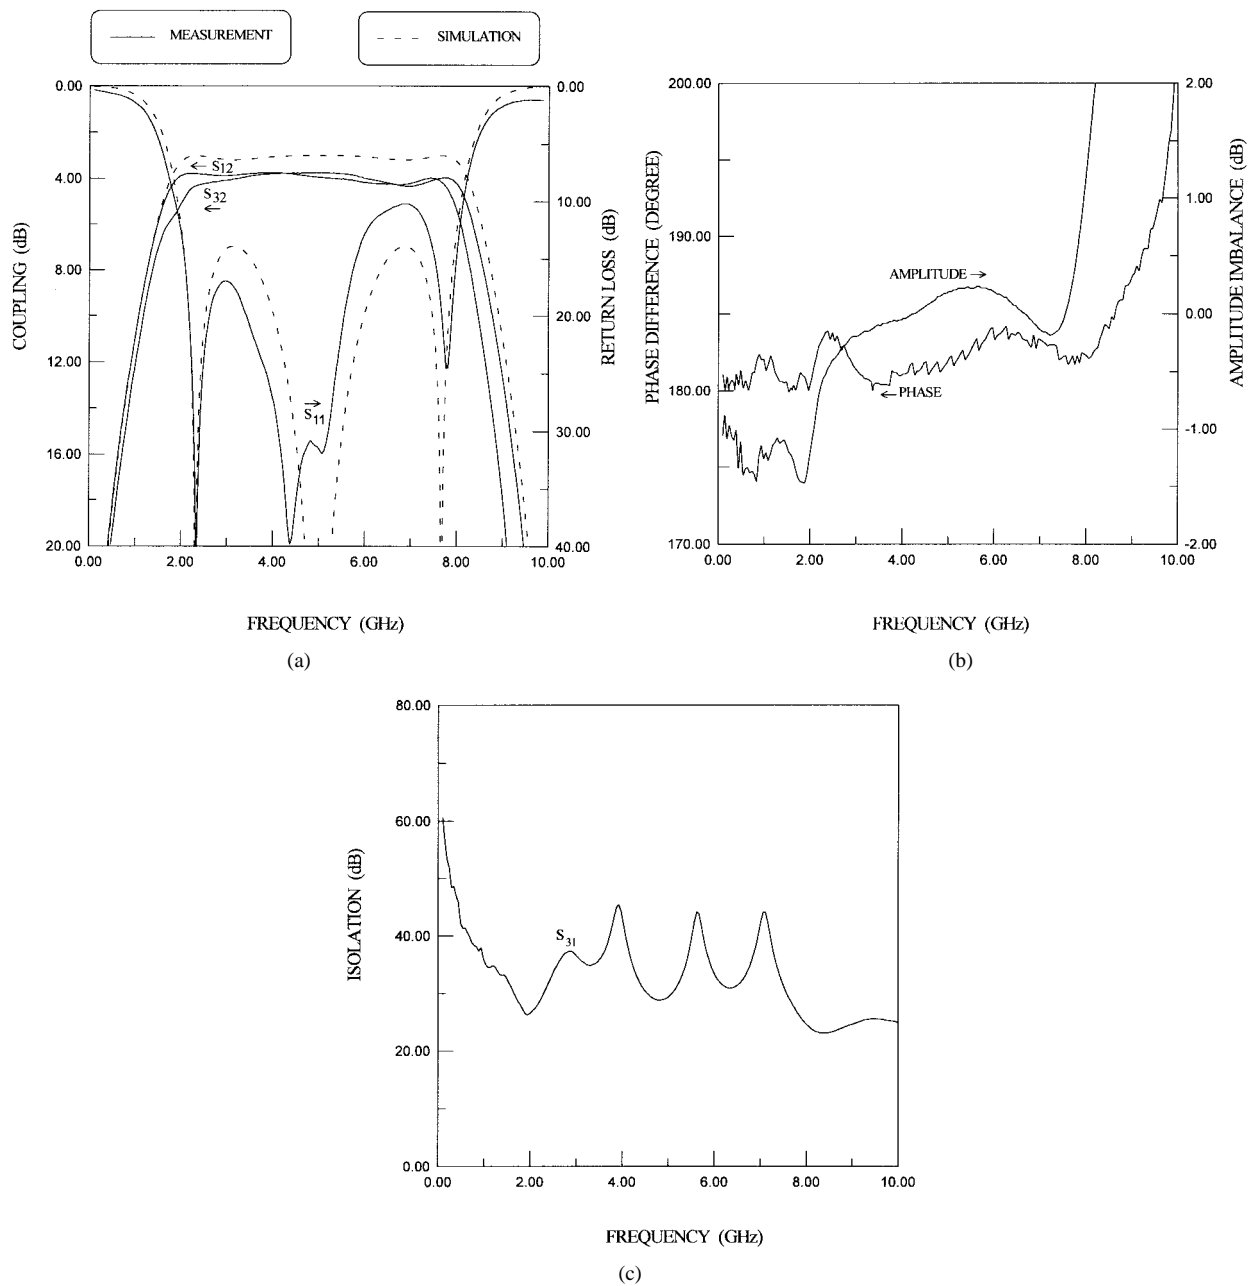 MEASUREMENT
SIMULATION
0.00
4.00
8.00
12.00
16.00
20.00
COUPLING (dB)
0.00
10.00
20.00
30.00
40.00
RETURN LOSS (dB)
← S12
S32
←
→
S11
0.00 2.00 4.00 6.00 8.00 10.00
FREQUENCY (GHz)
(a)
200.00
190.00
180.00
170.00
PHASE DIFFERENCE (DEGREE)
2.00
1.00
0.00
-1.00
-2.00
AMPLITUDE IMBALANCE (dB)
AMPLITUDE →
← PHASE
0.00 2.00 4.00 6.00 8.00 10.00
FREQUENCY (GHz)
(b)
80.00
60.00
40.00
20.00
0.00
ISOLATION (dB)
S31
0.00 2.00 4.00 6.00 8.00 10.00
FREQUENCY (GHz)
(c)